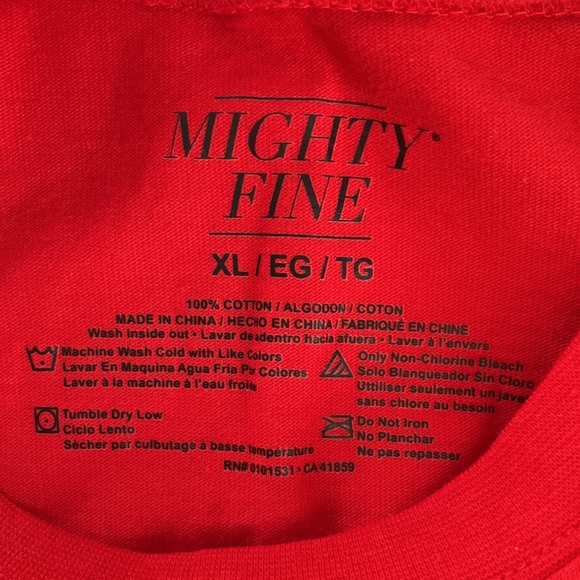 MIGHTY®
FINE
XL / EG / TG
100% COTTON / ALGODON / COTON
MADE IN CHINA / HECHO EN CHINA / FABRIQUÉ EN CHINE
Wash inside out • Lavar deadentro hacia afuera • Laver à l'envers
Machine Wash Cold with Like Colors
Lavar En Maquina Agua Fria Px Colores
Laver à la machine à l'eau froide
Only Non-Chlorine Bleach
Solo Blanqueador Sin Cloro
Utiliser seulement un javel
sans chlore au besoin
Tumble Dry Low
Ciclo Lento
Sécher par culbutage à basse température
Do Not Iron
No Planchar
Ne pas repasser
RN# 0101531 • CA 41859